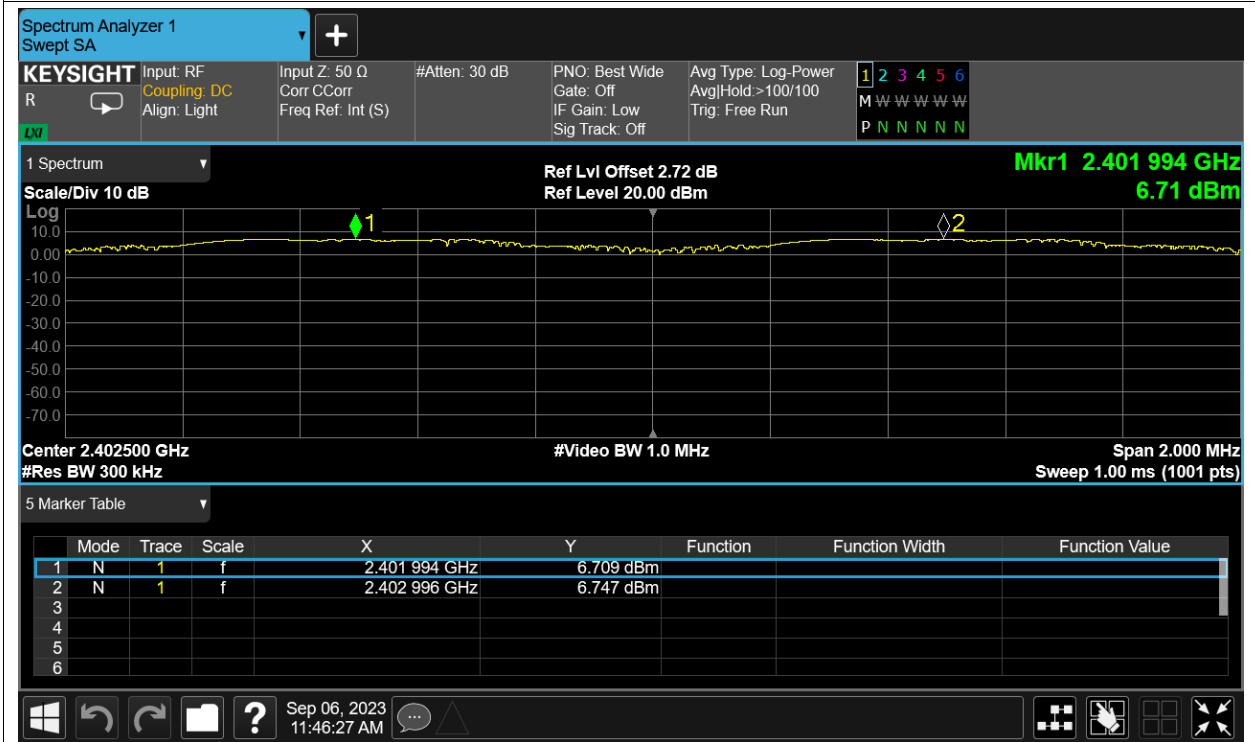 Spectrum Analyzer 1
Swept SA
+
KEYSIGHT Input: RF Input Z: 50 Ω #Atten: 30 dB PNO: Best Wide Avg Type: Log-Power 1 2 3 4 5 6
R Coupling: DC Corr CCorr Gate: Off Avg|Hold:>100/100 M W W W W W
Align: Light Freq Ref: Int (S) IF Gain: Low Trig: Free Run
LXI Sig Track: Off P N N N N N
1 Spectrum Ref Lvl Offset 2.72 dB Mkr1 2.401 994 GHz
Scale/Div 10 dB Ref Level 20.00 dBm 6.71 dBm
Log
1 2
10.0
0.00
-10.0
-20.0
-30.0
-40.0
-50.0
-60.0
-70.0
Center 2.402500 GHz #Video BW 1.0 MHz Span 2.000 MHz
#Res BW 300 kHz Sweep 1.00 ms (1001 pts)
5 Marker Table
Mode Trace Scale X Y Function Function Width Function Value
1 N 1 f 2.401 994 GHz 6.709 dBm
2 N 1 f 2.402 996 GHz 6.747 dBm
3
4
5
6
? Sep 06, 2023
11:46:27 AM